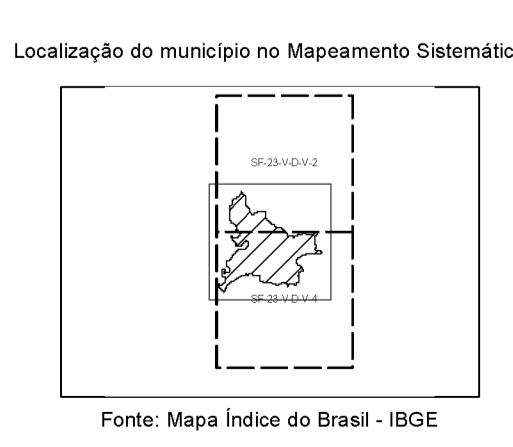 Localização do município no Mapeamento Sistemátic
SF-23-V-D-V-2
SF-23-V-D-V-4
Fonte: Mapa Índice do Brasil - IBGE